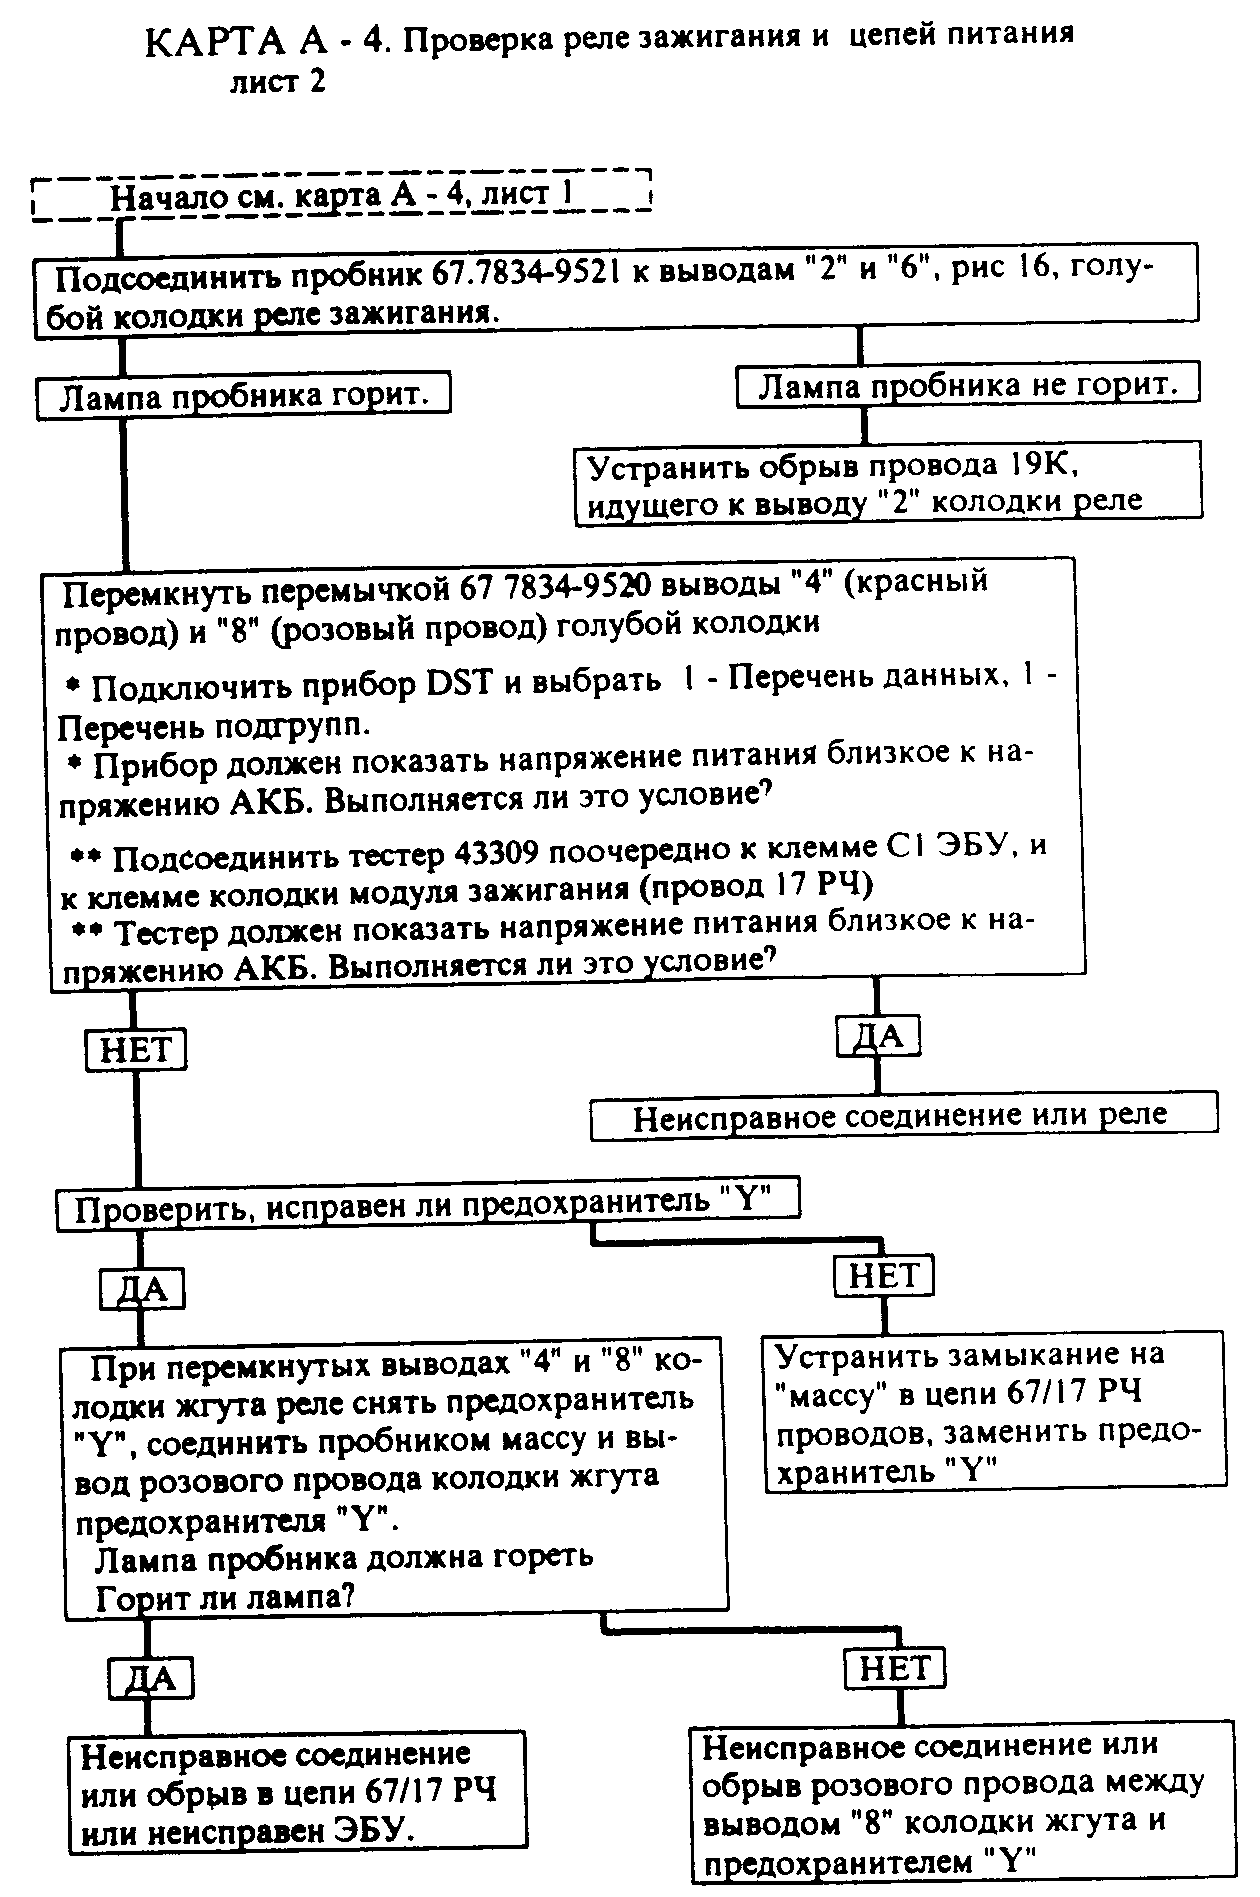 КАРТА А - 4. Проверка реле зажигания и цепей питания
лист 2
Начало см. карта А - 4, лист 1
Подсоединить пробник 67.7834-9521 к выводам "2" и "6", рис 16, голу-
бой колодки реле зажигания.
Лампа пробника горит.
Лампа пробника не горит.
Устранить обрыв провода 19К,
идущего к выводу "2" колодки реле
Перемкнуть перемычкой 67 7834-9520 выводы "4" (красный
провод) и "8" (розовый провод) голубой колодки
* Подключить прибор DST и выбрать 1 - Перечень данных, 1 -
Перечень подгрупп.
* Прибор должен показать напряжение питания близкое к на-
пряжению АКБ. Выполняется ли это условие?
** Подсоединить тестер 43309 поочередно к клемме С1 ЭБУ, и
к клемме колодки модуля зажигания (провод 17 РЧ)
** Тестер должен показать напряжение питания близкое к на-
пряжению АКБ. Выполняется ли это условие?
НЕТ
ДА
Неисправное соединение или реле
Проверить, исправен ли предохранитель "Y"
ДА
НЕТ
При перемкнутых выводах "4" и "8" ко-
лодки жгута реле снять предохранитель
"Y", соединить пробником массу и вы-
вод розового провода колодки жгута
предохранителя "Y".
Лампа пробника должна гореть
Горит ли лампа?
Устранить замыкание на
"массу" в цепи 67/17 РЧ
проводов, заменить предо-
хранитель "Y"
ДА
НЕТ
Неисправное соединение
или обрыв в цепи 67/17 РЧ
или неисправен ЭБУ.
Неисправное соединение или
обрыв розового провода между
выводом "8" колодки жгута и
предохранителем "Y"